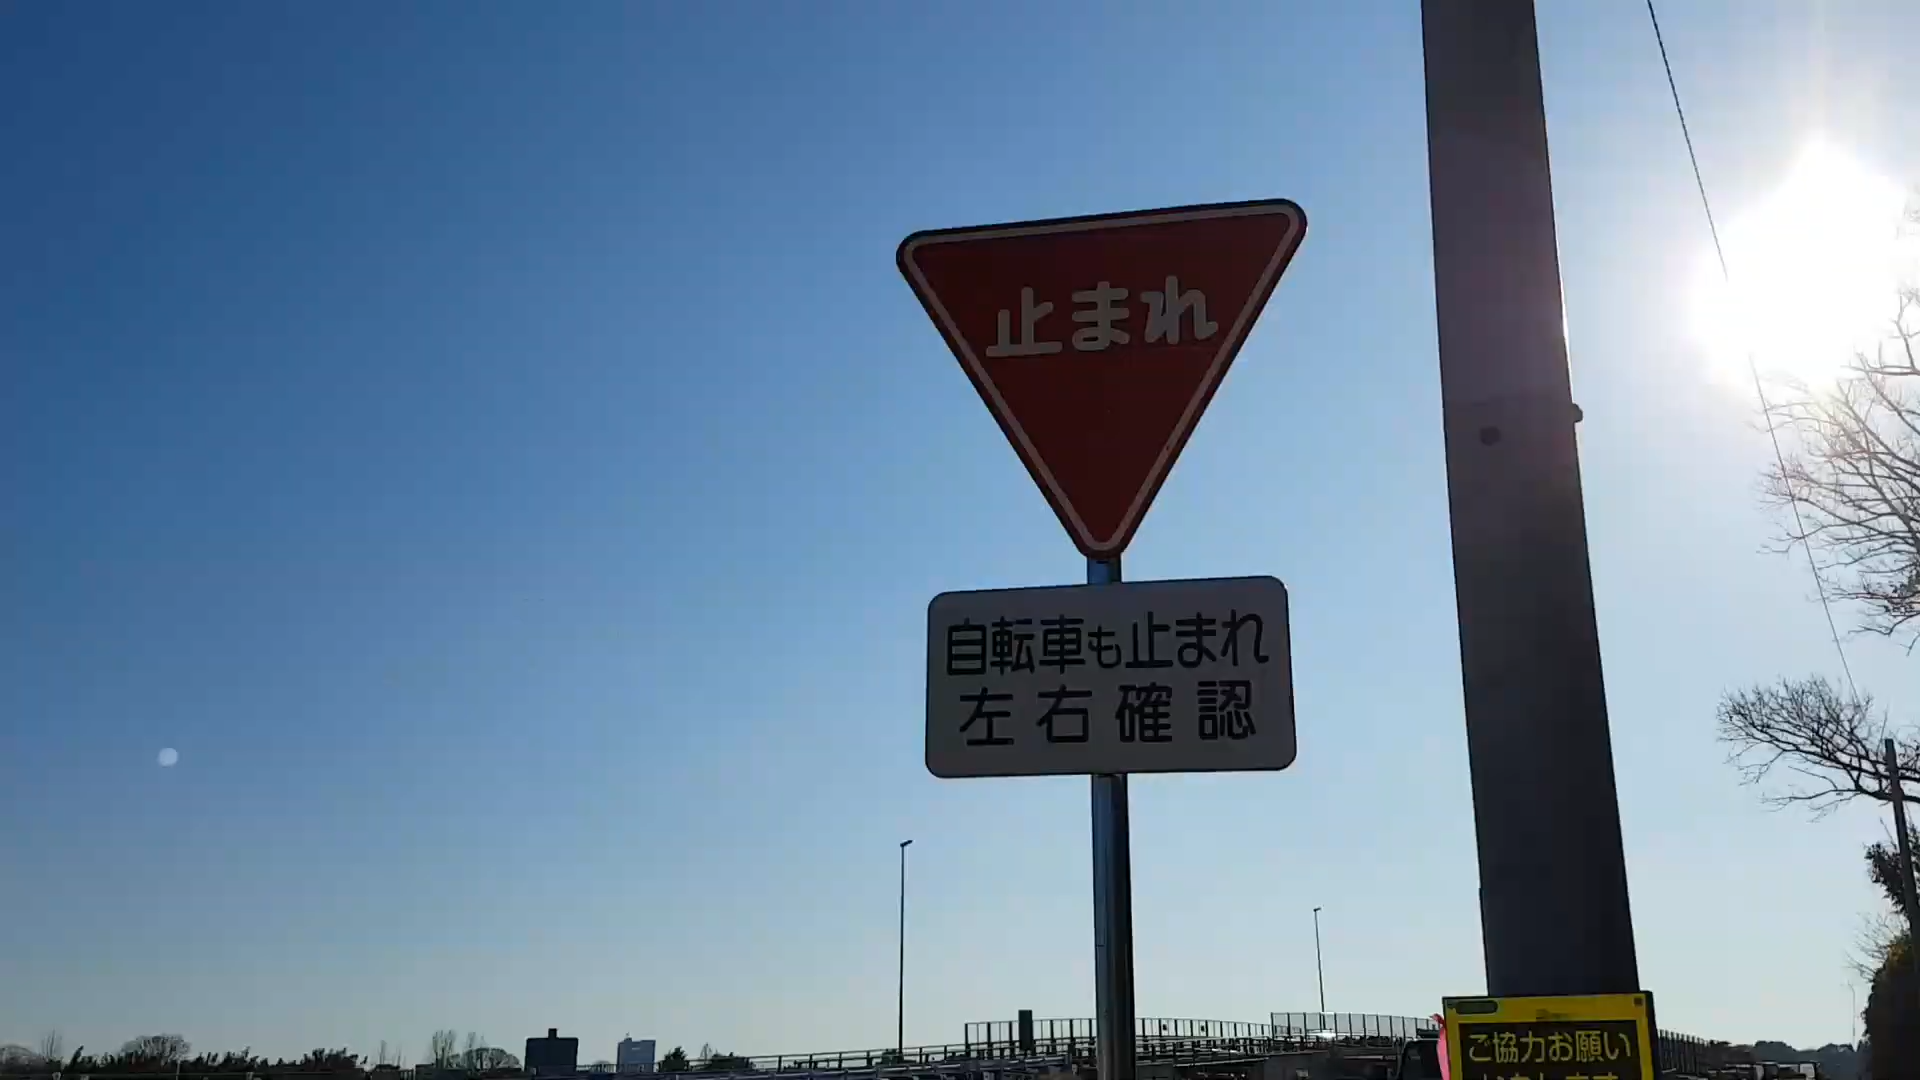 止まれ
自転車も止まれ
左右確認
ご協力お願い